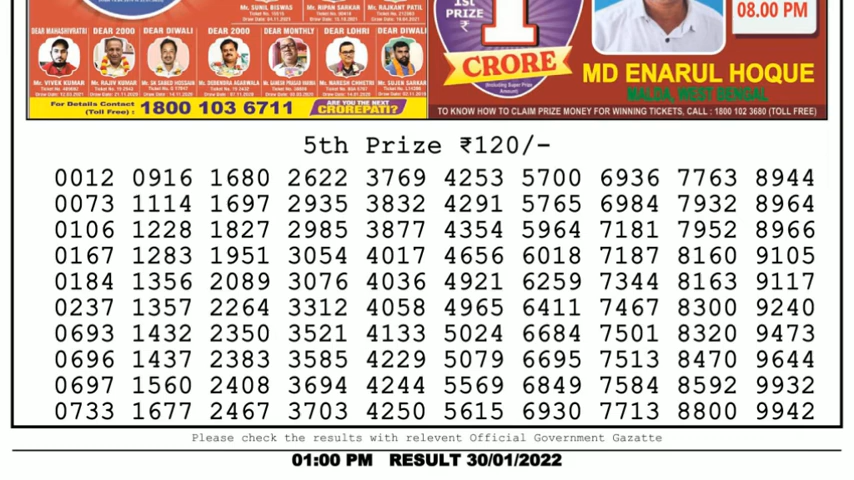 Mr. SUNIL BISWAS Mr. RIPAN SARKAR Mr. RAJKANT PATIL
1st PRIZE ₹ 1 CRORE
(Including Super Prize Amount)
08.00 PM
DEAR MAHASHIVRATRI DEAR 2000 DEAR DIWALI DEAR 2000 DEAR MONTHLY DEAR LOHRI DEAR DIWALI
Mr. VIVEK KUMAR Mr. RAJIV KUMAR Mr. SK SABLEJ HOSSAIN Mr. DEBENDRA AGARWALA Mr. NARESH CHHETRI Mr. SUJEN SARKAR
MD ENARUL HOQUE
MALDA, WEST BENGAL
For Details Contact (Toll Free) : 1800 103 6711 ARE YOU THE NEXT CROREPATI?
TO KNOW HOW TO CLAIM PRIZE MONEY FOR WINNING TICKETS, CALL : 1800 102 3680 (TOLL FREE)
5th Prize ₹120/-
0012 0916 1680 2622 3769 4253 5700 6936 7763 8944
0073 1114 1697 2935 3832 4291 5765 6984 7932 8964
0106 1228 1827 2985 3877 4354 5964 7181 7952 8966
0167 1283 1951 3054 4017 4656 6018 7187 8160 9105
0184 1356 2089 3076 4036 4921 6259 7344 8163 9117
0237 1357 2264 3312 4058 4965 6411 7467 8300 9240
0693 1432 2350 3521 4133 5024 6684 7501 8320 9473
0696 1437 2383 3585 4229 5079 6695 7513 8470 9644
0697 1560 2408 3694 4244 5569 6849 7584 8592 9932
0733 1677 2467 3703 4250 5615 6930 7713 8800 9942
Please check the results with relevent Official Government Gazatte
01:00 PM RESULT 30/01/2022